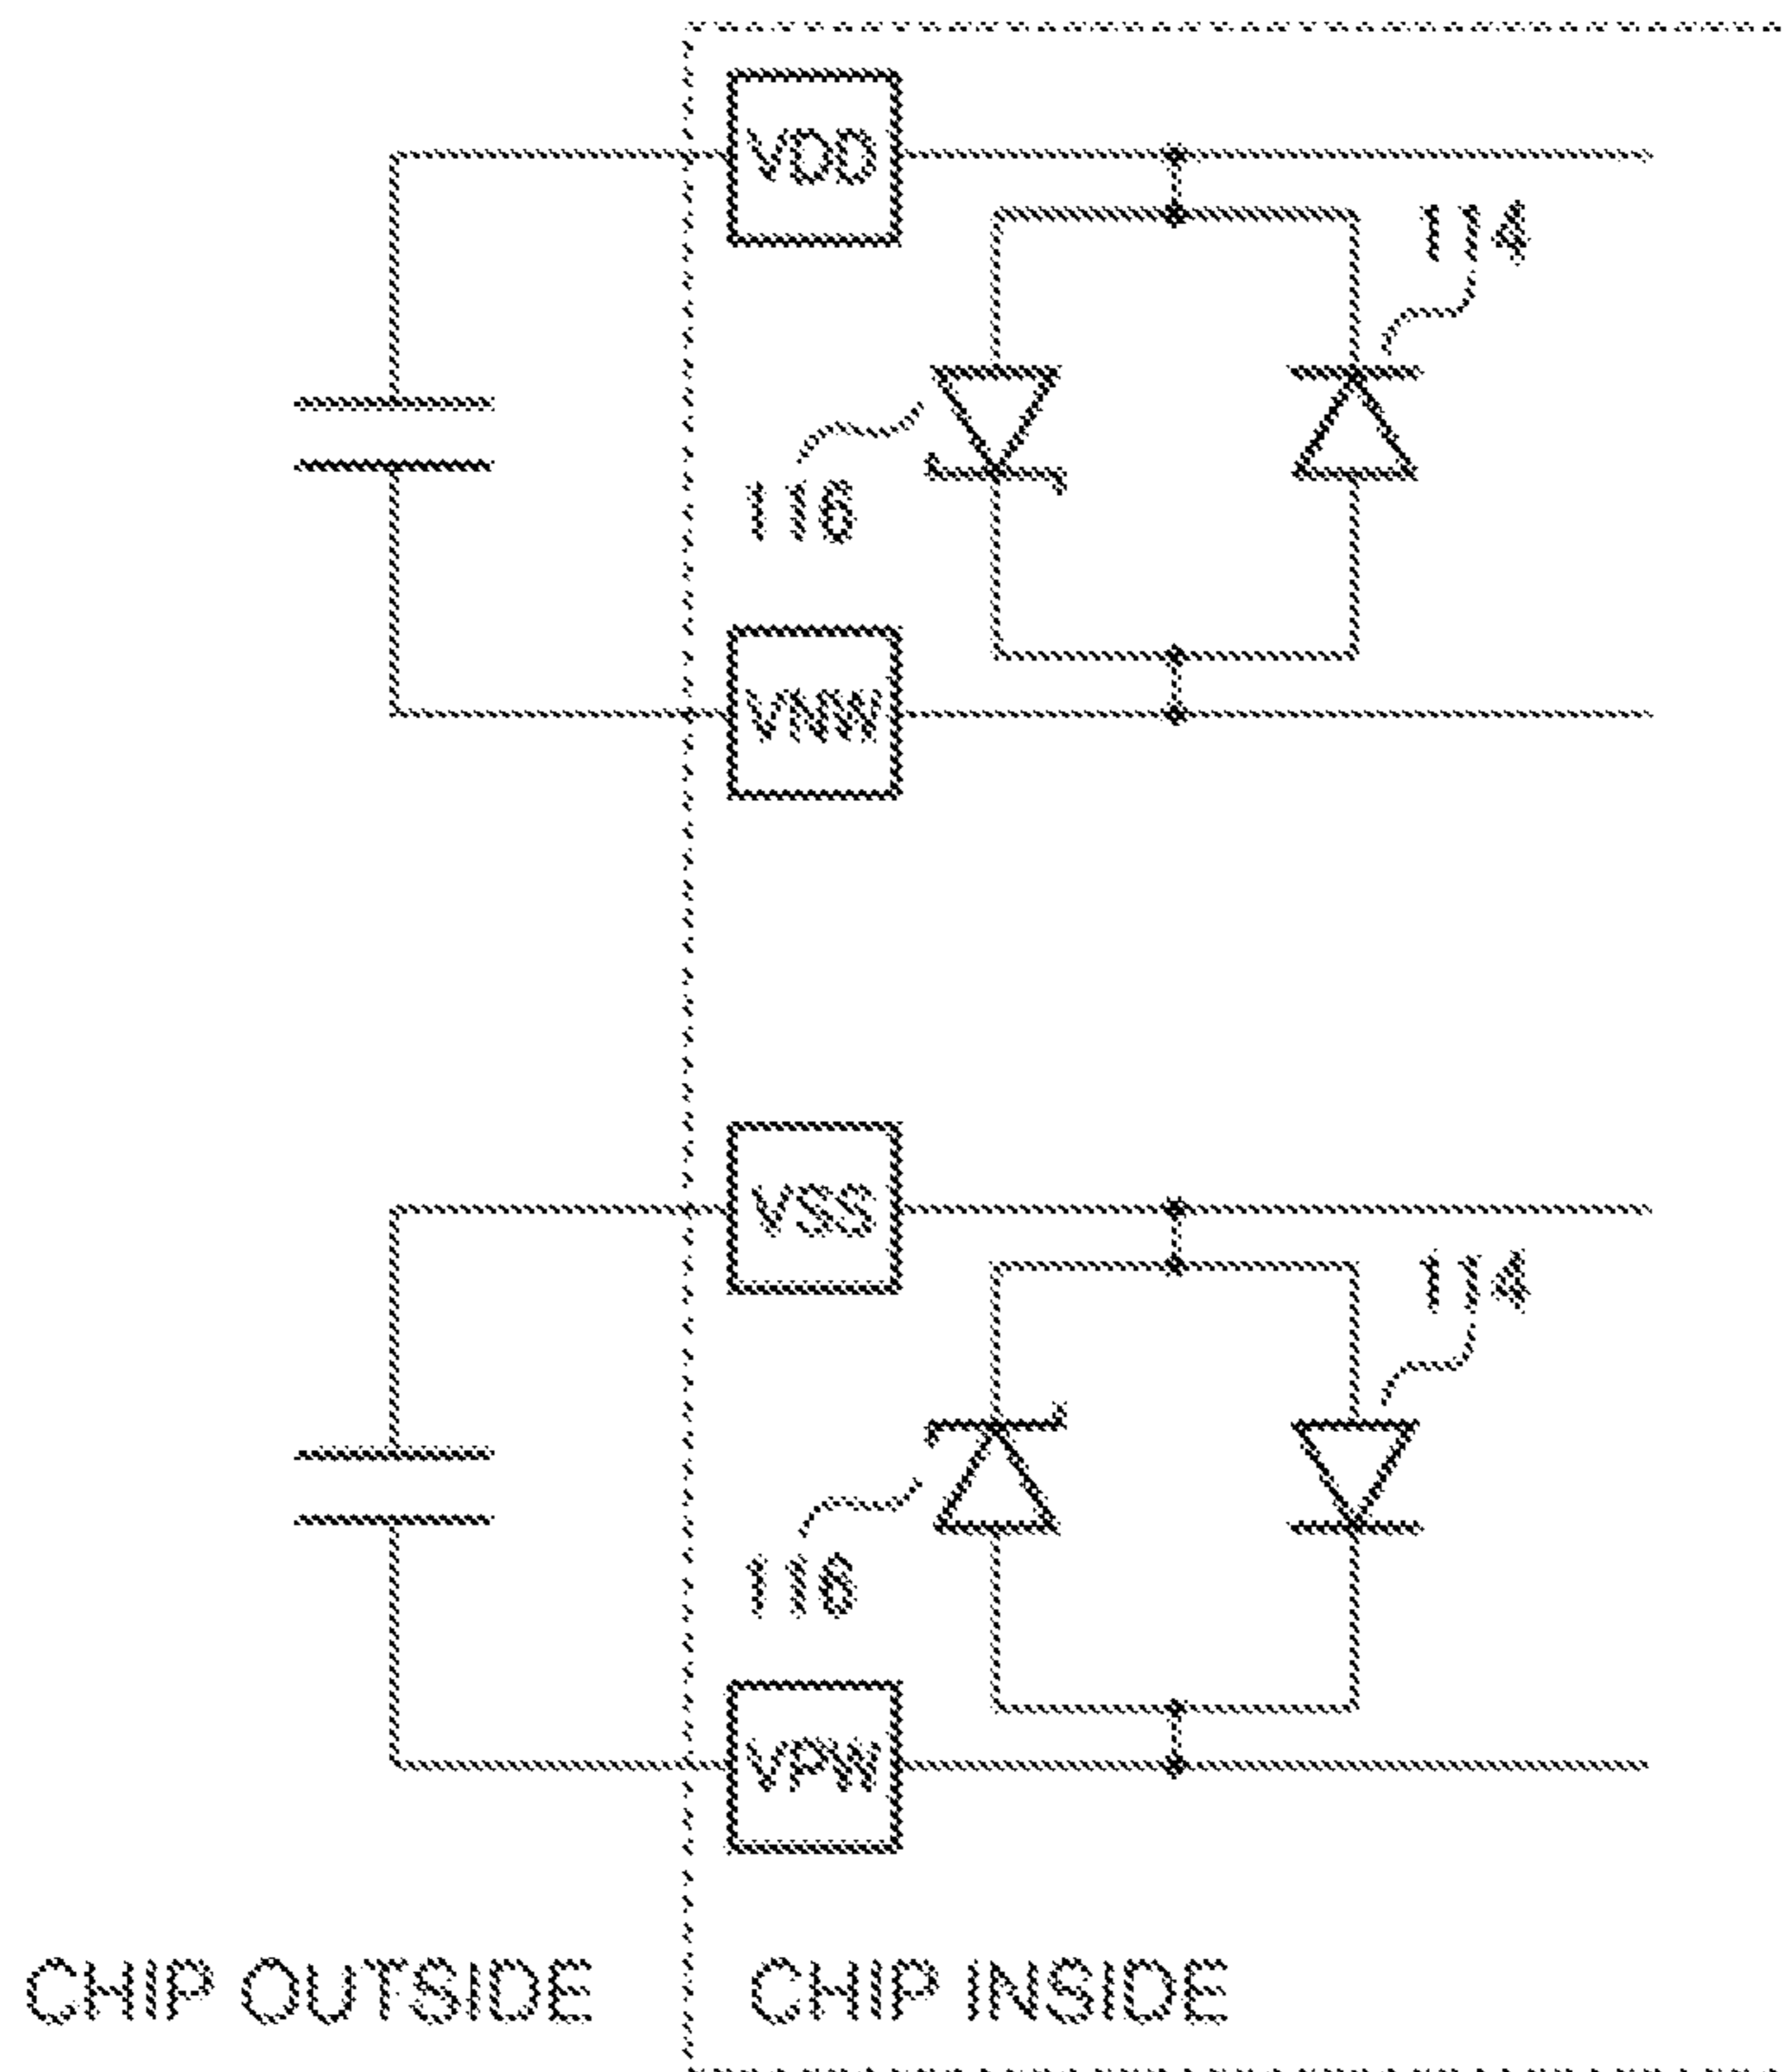 VDD
114
116
VNW
VSS
114
116
VPW
CHIP OUTSIDE
CHIP INSIDE